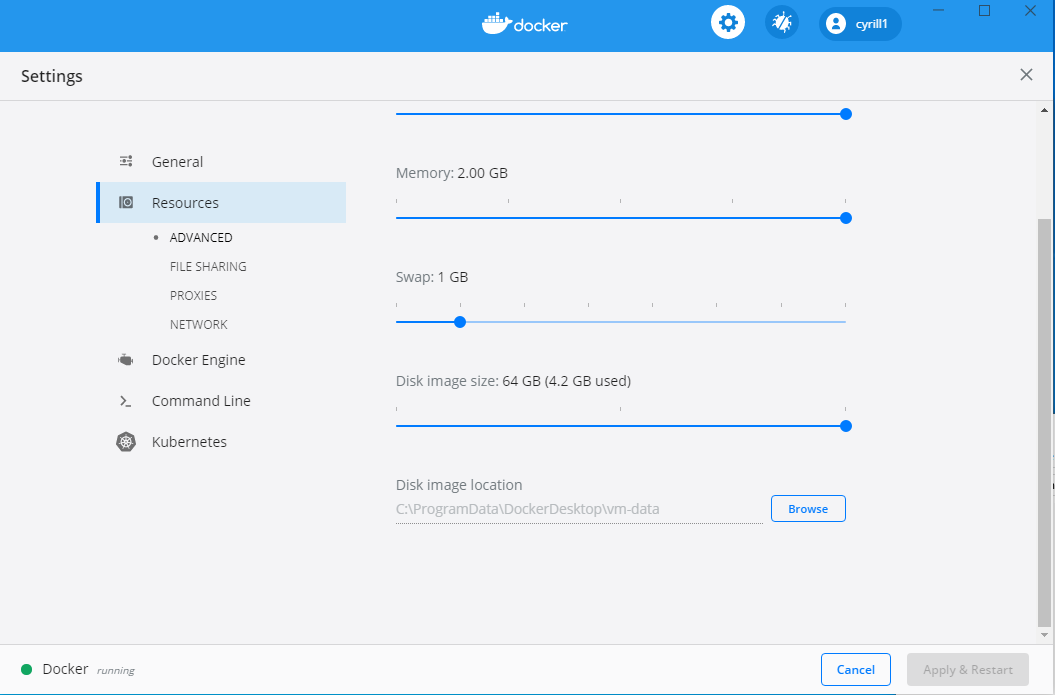 docker
cyrill1
Settings
General
Resources
ADVANCED
FILE SHARING
PROXIES
NETWORK
Docker Engine
Command Line
Kubernetes
Memory: 2.00 GB
Swap: 1 GB
Disk image size: 64 GB (4.2 GB used)
Disk image location
C:\ProgramData\DockerDesktop\vm-data
Browse
Docker running
Cancel
Apply & Restart